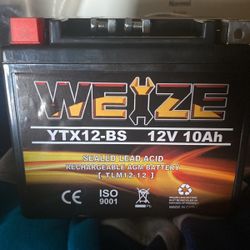 WEIZE
YTX12-BS 12V 10Ah
SEALED LEAD ACID
RECHARGEABLE AGM BATTERY
[ TLM12-12 ]
CE ISO
9001